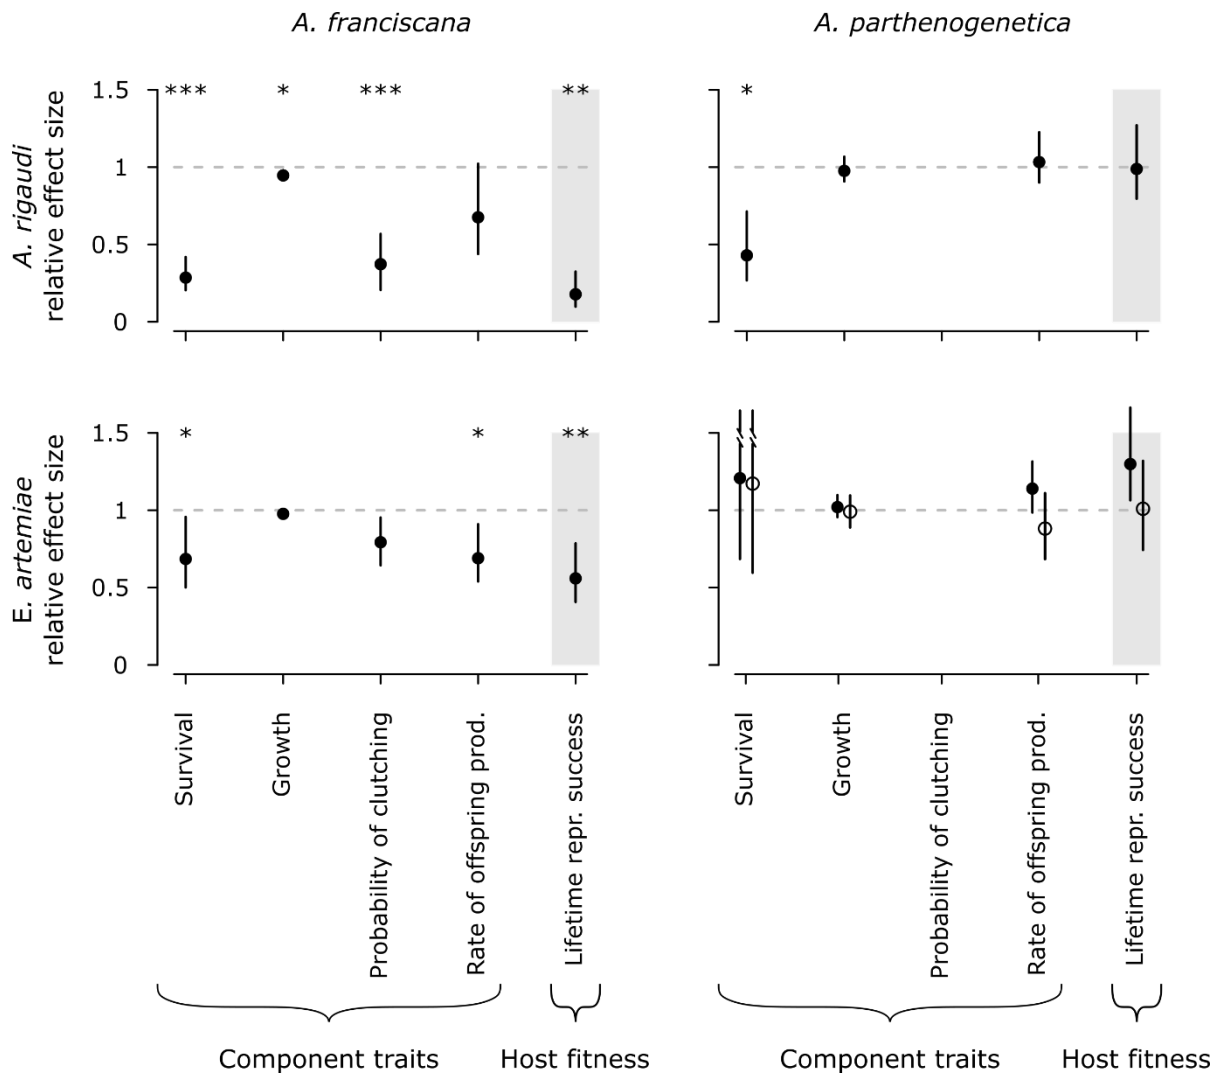 A. franciscana
A. parthenogenetica
A. rigaudi
relative effect size
1.5
1
0.5
0
*** * *** **
*
E. artemiae
relative effect size
1.5
1
0.5
0
* * **
Survival
Growth
Probability of clutching
Rate of offspring prod.
Lifetime repr. success
Survival
Growth
Probability of clutching
Rate of offspring prod.
Lifetime repr. success
Component traits
Host fitness
Component traits
Host fitness